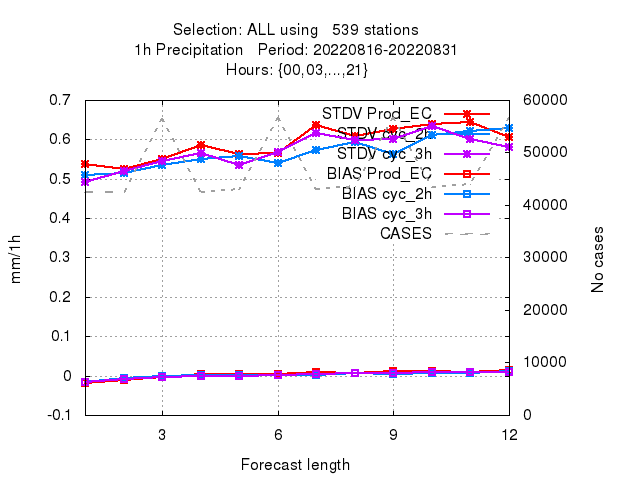 Selection: ALL using   539 stations
1h Precipitation   Period: 20220816-20220831
Hours: {00,03,...,21}
0.7
0.6
0.5
0.4
0.3
0.2
0.1
0
-0.1
mm/1h
60000
50000
40000
30000
20000
10000
0
No cases
STDV Prod_EC
STDV cyc_2h
STDV cyc_3h
BIAS Prod_EC
BIAS cyc_2h
BIAS cyc_3h
CASES
3 6 9 12
Forecast length